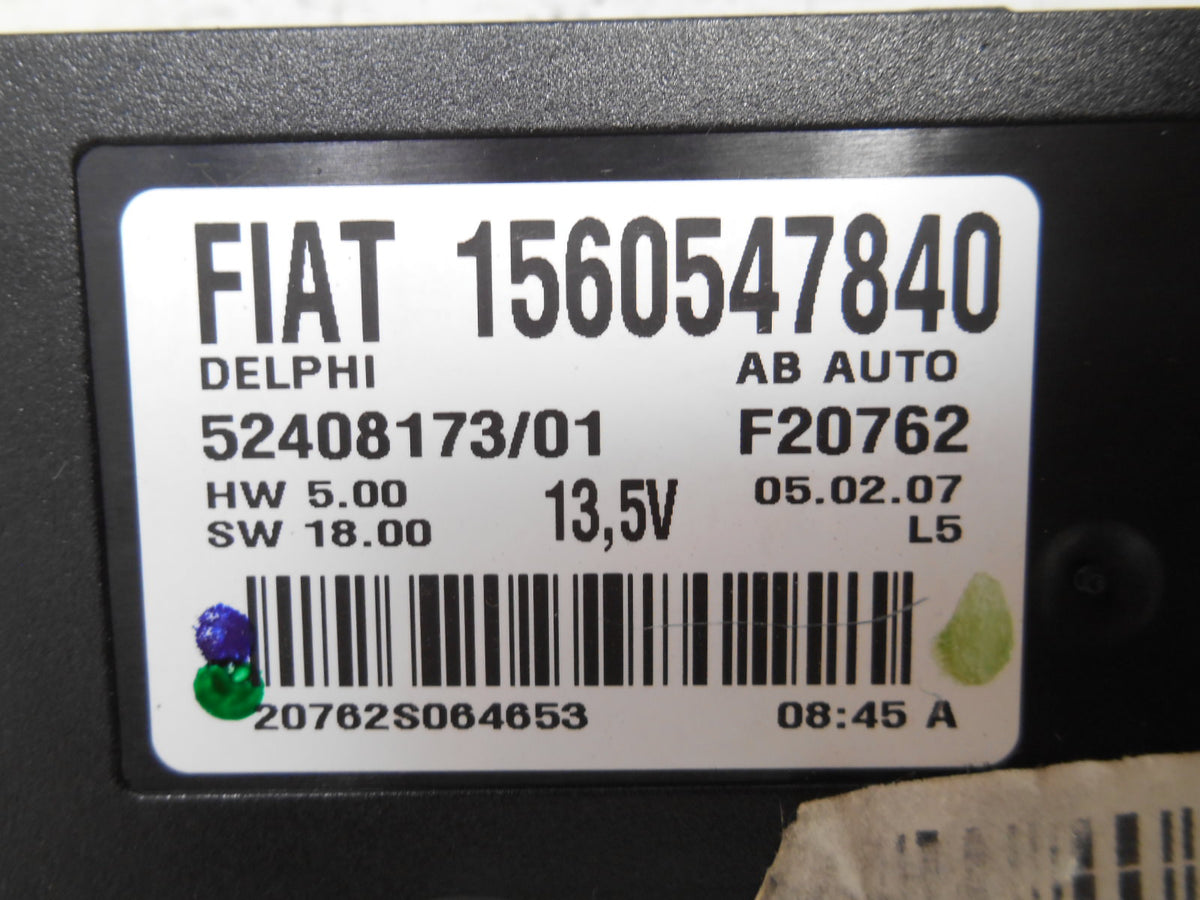 FIAT 1560547840
DELPHI AB AUTO
52408173/01 F20762
HW 5.00 13,5V 05.02.07
SW 18.00 L5
20762S064653 08:45 A